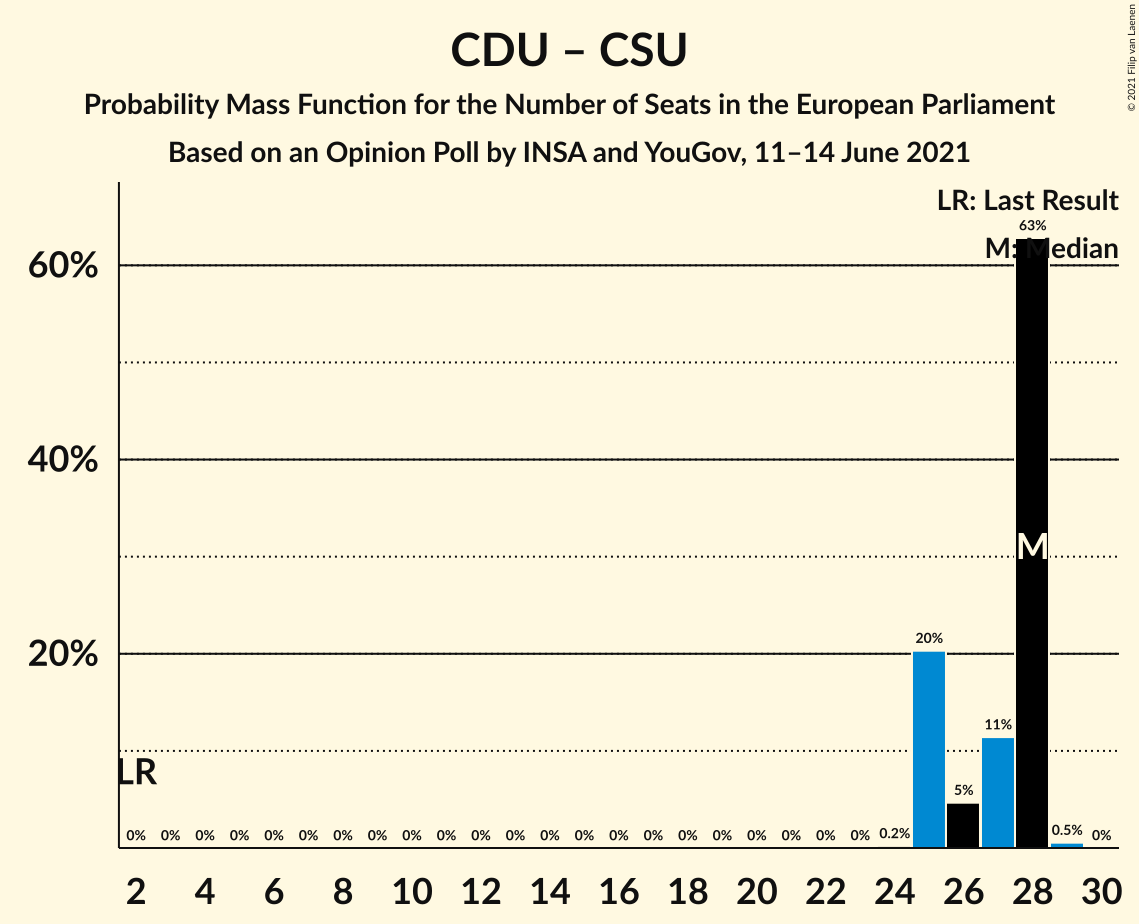 CDU – CSU
Probability Mass Function for the Number of Seats in the European Parliament
Based on an Opinion Poll by INSA and YouGov, 11–14 June 2021
© 2021 Filip van Laenen
LR: Last Result
M: Median
63%
60%
40%
M
20%
20%
11%
5%
LR
0% 0% 0% 0% 0% 0% 0% 0% 0% 0% 0% 0% 0% 0% 0% 0% 0% 0% 0% 0% 0% 0% 0.2% 0.5% 0%
2 4 6 8 10 12 14 16 18 20 22 24 26 28 30